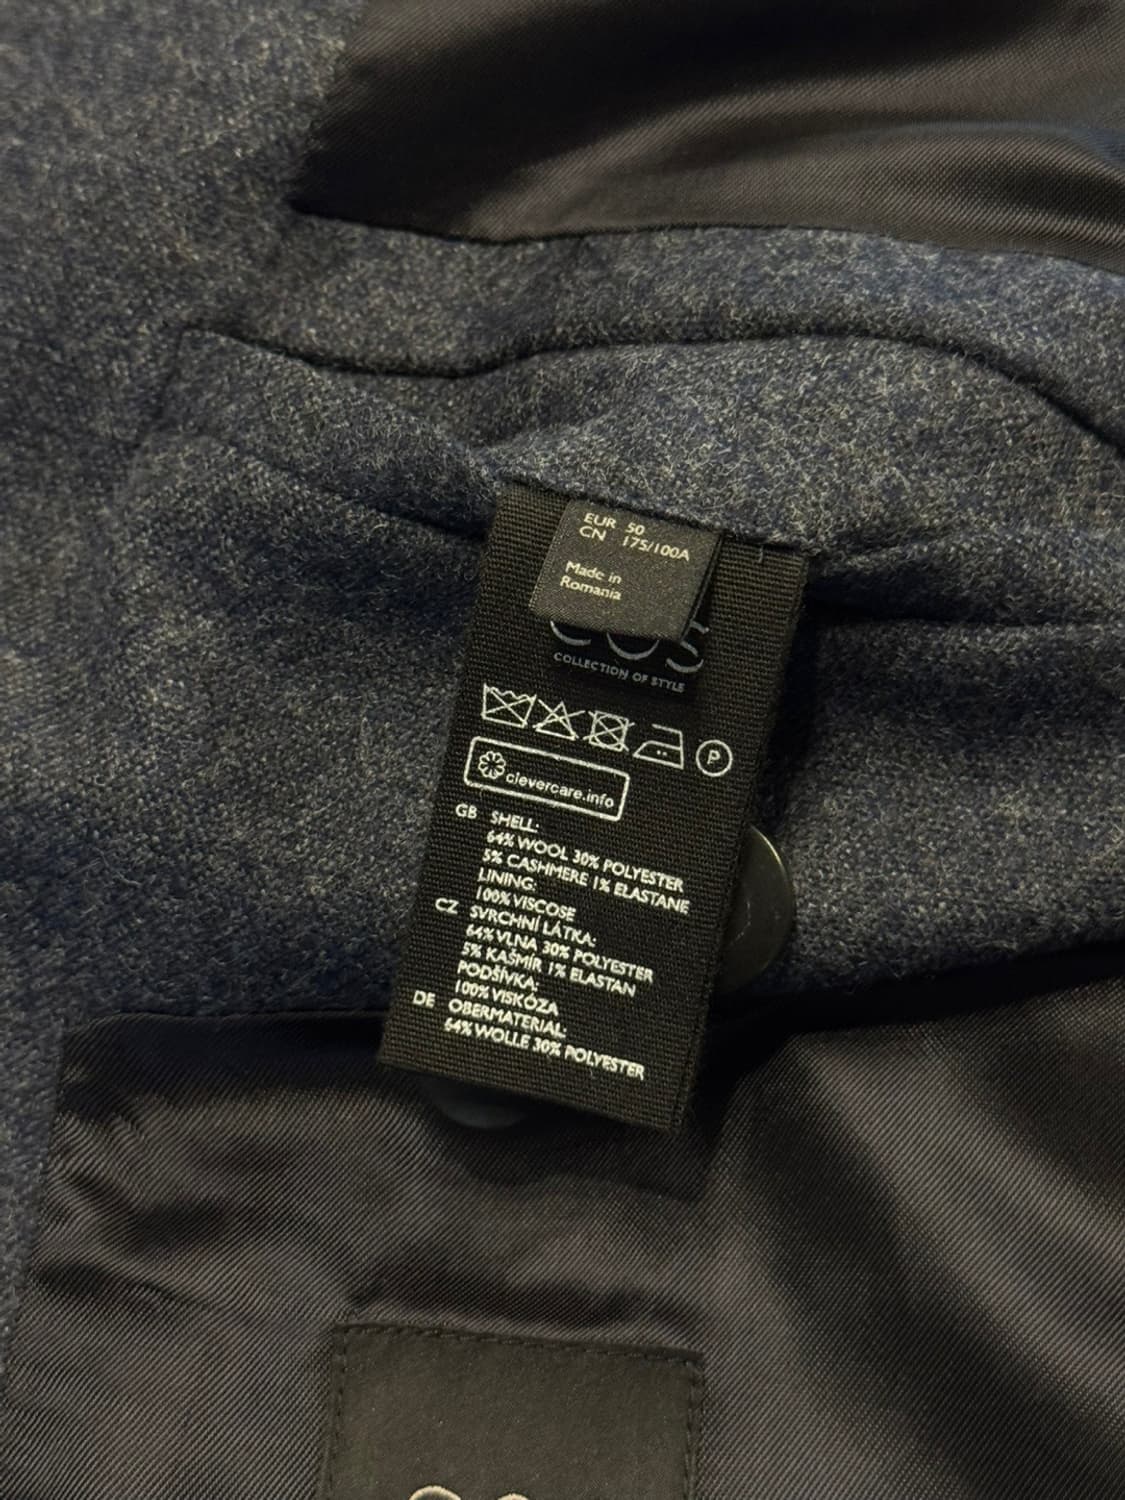 EUR 50
CN 175/100A
Made in
Romania
COS
COLLECTION OF STYLE
P
clevercare.info
GB SHELL:
64% WOOL 30% POLYESTER
5% CASHMERE 1% ELASTANE
LINING:
100% VISCOSE
CZ SVRCHNÍ LÁTKA:
64% VLNA 30% POLYESTER
5% KAŠMÍR 1% ELASTAN
PODŠÍVKA:
100% VISKÓZA
DE OBERMATERIAL:
64% WOLLE 30% POLYESTER